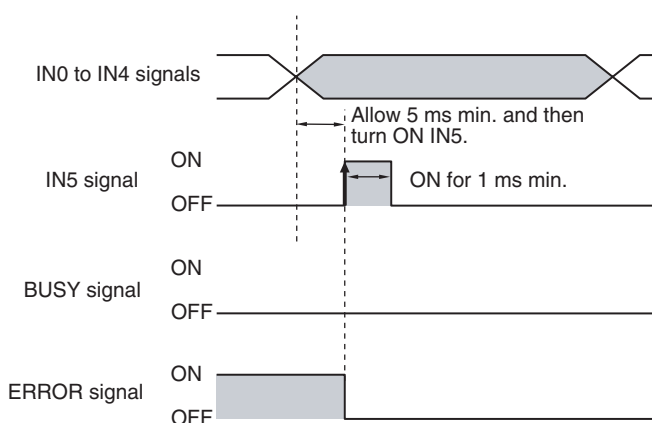 IN0 to IN4 signals
Allow 5 ms min. and then
turn ON IN5.
ON
IN5 signal
ON for 1 ms min.
OFF
ON
BUSY signal
OFF
ON
ERROR signal
OFF